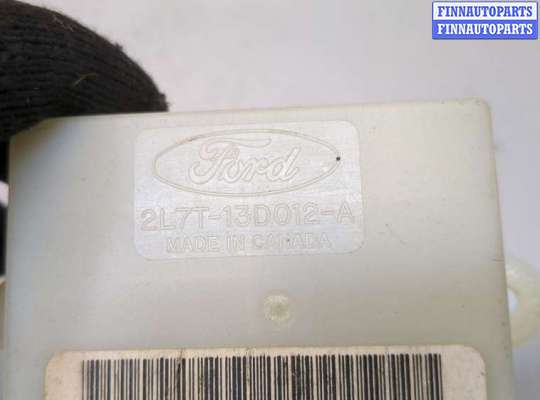 FINNAUTOPARTS
FINNAUTOPARTS
Ford
2L7T-13D012-A
MADE IN CANADA